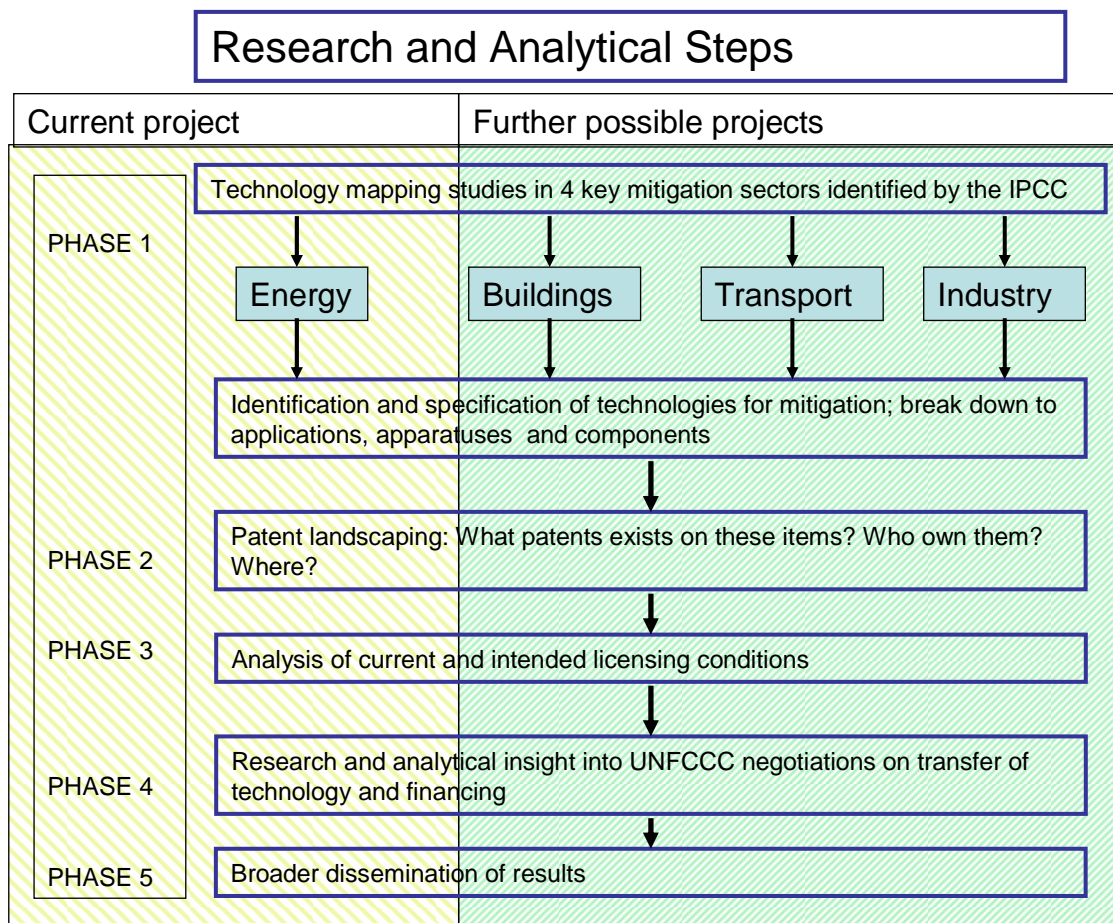 Research and Analytical Steps
Current project
Further possible projects
PHASE 1
Technology mapping studies in 4 key mitigation sectors identified by the IPCC
Energy
Buildings
Transport
Industry
Identification and specification of technologies for mitigation; break down to
applications, apparatuses and components
PHASE 2
Patent landscaping: What patents exists on these items? Who own them?
Where?
PHASE 3
Analysis of current and intended licensing conditions
PHASE 4
Research and analytical insight into UNFCCC negotiations on transfer of
technology and financing
PHASE 5
Broader dissemination of results